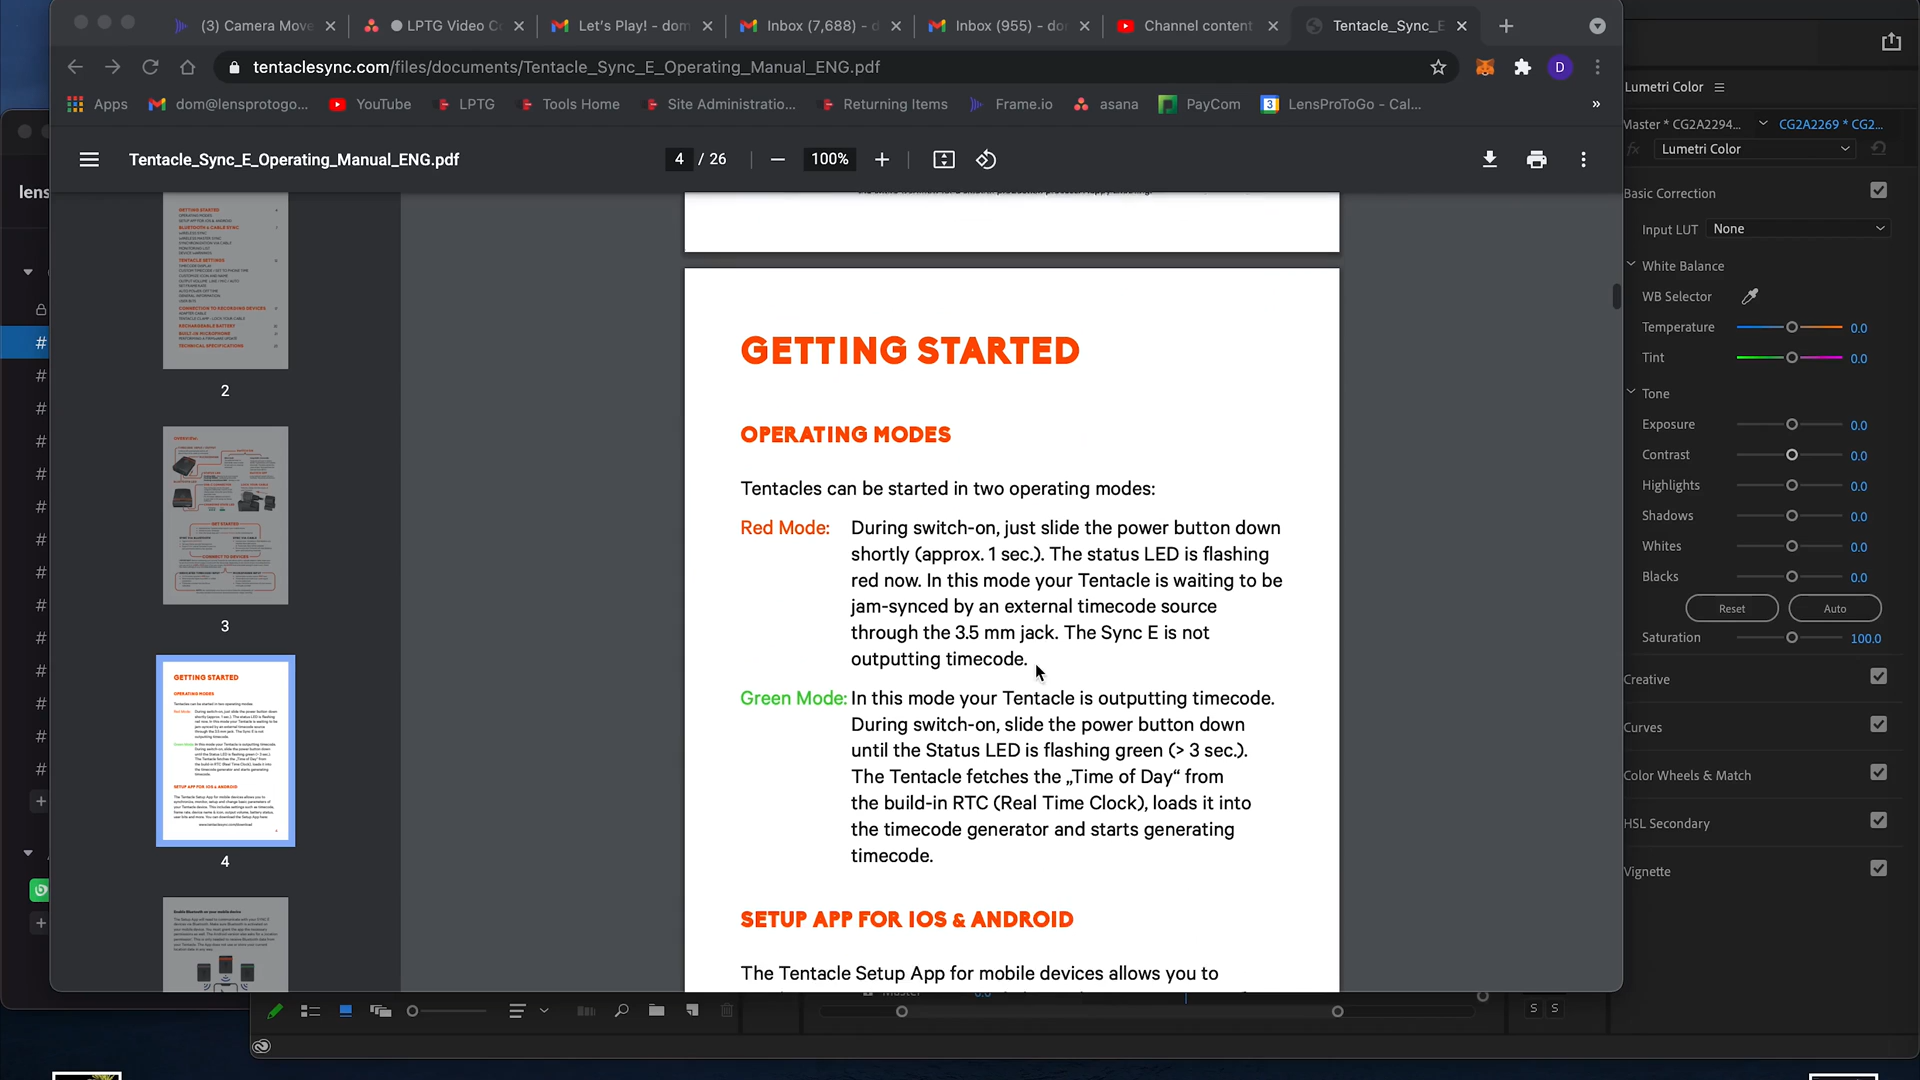 (3) Camera Move
LPTG Video C
Let's Play! - dom
Inbox (7,688) - d
Inbox (955) - do
Channel content
Tentacle_Sync_E
tentaclesync.com/files/documents/Tentacle_Sync_E_Operating_Manual_ENG.pdf
D
Apps
dom@lensprotogo...
YouTube
LPTG
Tools Home
Site Administratio...
Returning Items
Frame.io
asana
PayCom
LensProToGo - Cal...
»
Tentacle_Sync_E_Operating_Manual_ENG.pdf
4 / 26
100%
lens
2
3
4
GETTING STARTED
OPERATING MODES
Tentacles can be started in two operating modes:
Red Mode: During switch-on, just slide the power button down
shortly (approx. 1 sec.). The status LED is flashing
red now. In this mode your Tentacle is waiting to be
jam-synced by an external timecode source
through the 3.5 mm jack. The Sync E is not
outputting timecode.
Green Mode: In this mode your Tentacle is outputting timecode.
During switch-on, slide the power button down
until the Status LED is flashing green (> 3 sec.).
The Tentacle fetches the „Time of Day“ from
the build-in RTC (Real Time Clock), loads it into
the timecode generator and starts generating
timecode.
SETUP APP FOR IOS & ANDROID
The Tentacle Setup App for mobile devices allows you to
Lumetri Color
Master * CG2A2294...
CG2A2269 * CG2...
fx Lumetri Color
Basic Correction
Input LUT None
White Balance
WB Selector
Temperature 0.0
Tint 0.0
Tone
Exposure 0.0
Contrast 0.0
Highlights 0.0
Shadows 0.0
Whites 0.0
Blacks 0.0
Reset Auto
Saturation 100.0
Creative
Curves
Color Wheels & Match
HSL Secondary
Vignette
S S